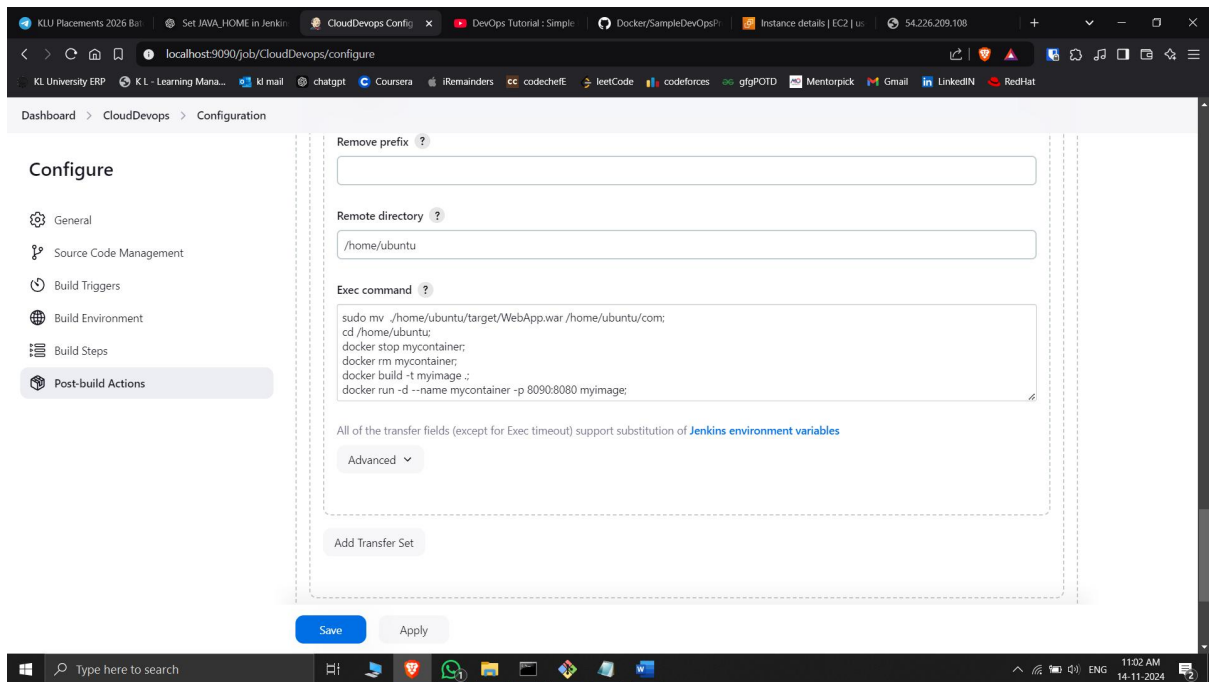 KLU Placements 2026 Bat
Set JAVA_HOME in Jenkin
CloudDevops Config
DevOps Tutorial : Simple
Docker/SampleDevOpsPr
Instance details | EC2 | us
54.226.209.108
localhost:9090/job/CloudDevops/configure
KL University ERP
K L - Learning Mana...
kl mail
chatgpt
Coursera
iRemainders
codechefE
leetCode
codeforces
gfgPOTD
Mentorpick
Gmail
LinkedIN
RedHat
Dashboard > CloudDevops > Configuration
Configure
General
Source Code Management
Build Triggers
Build Environment
Build Steps
Post-build Actions
Remove prefix ?
Remote directory ?
/home/ubuntu
Exec command ?
sudo mv ./home/ubuntu/target/WebApp.war /home/ubuntu/com;
cd /home/ubuntu;
docker stop mycontainer;
docker rm mycontainer;
docker build -t myimage .;
docker run -d --name mycontainer -p 8090:8080 myimage;
All of the transfer fields (except for Exec timeout) support substitution of Jenkins environment variables
Advanced
Add Transfer Set
Save
Apply
Type here to search
ENG
11:02 AM
14-11-2024
2